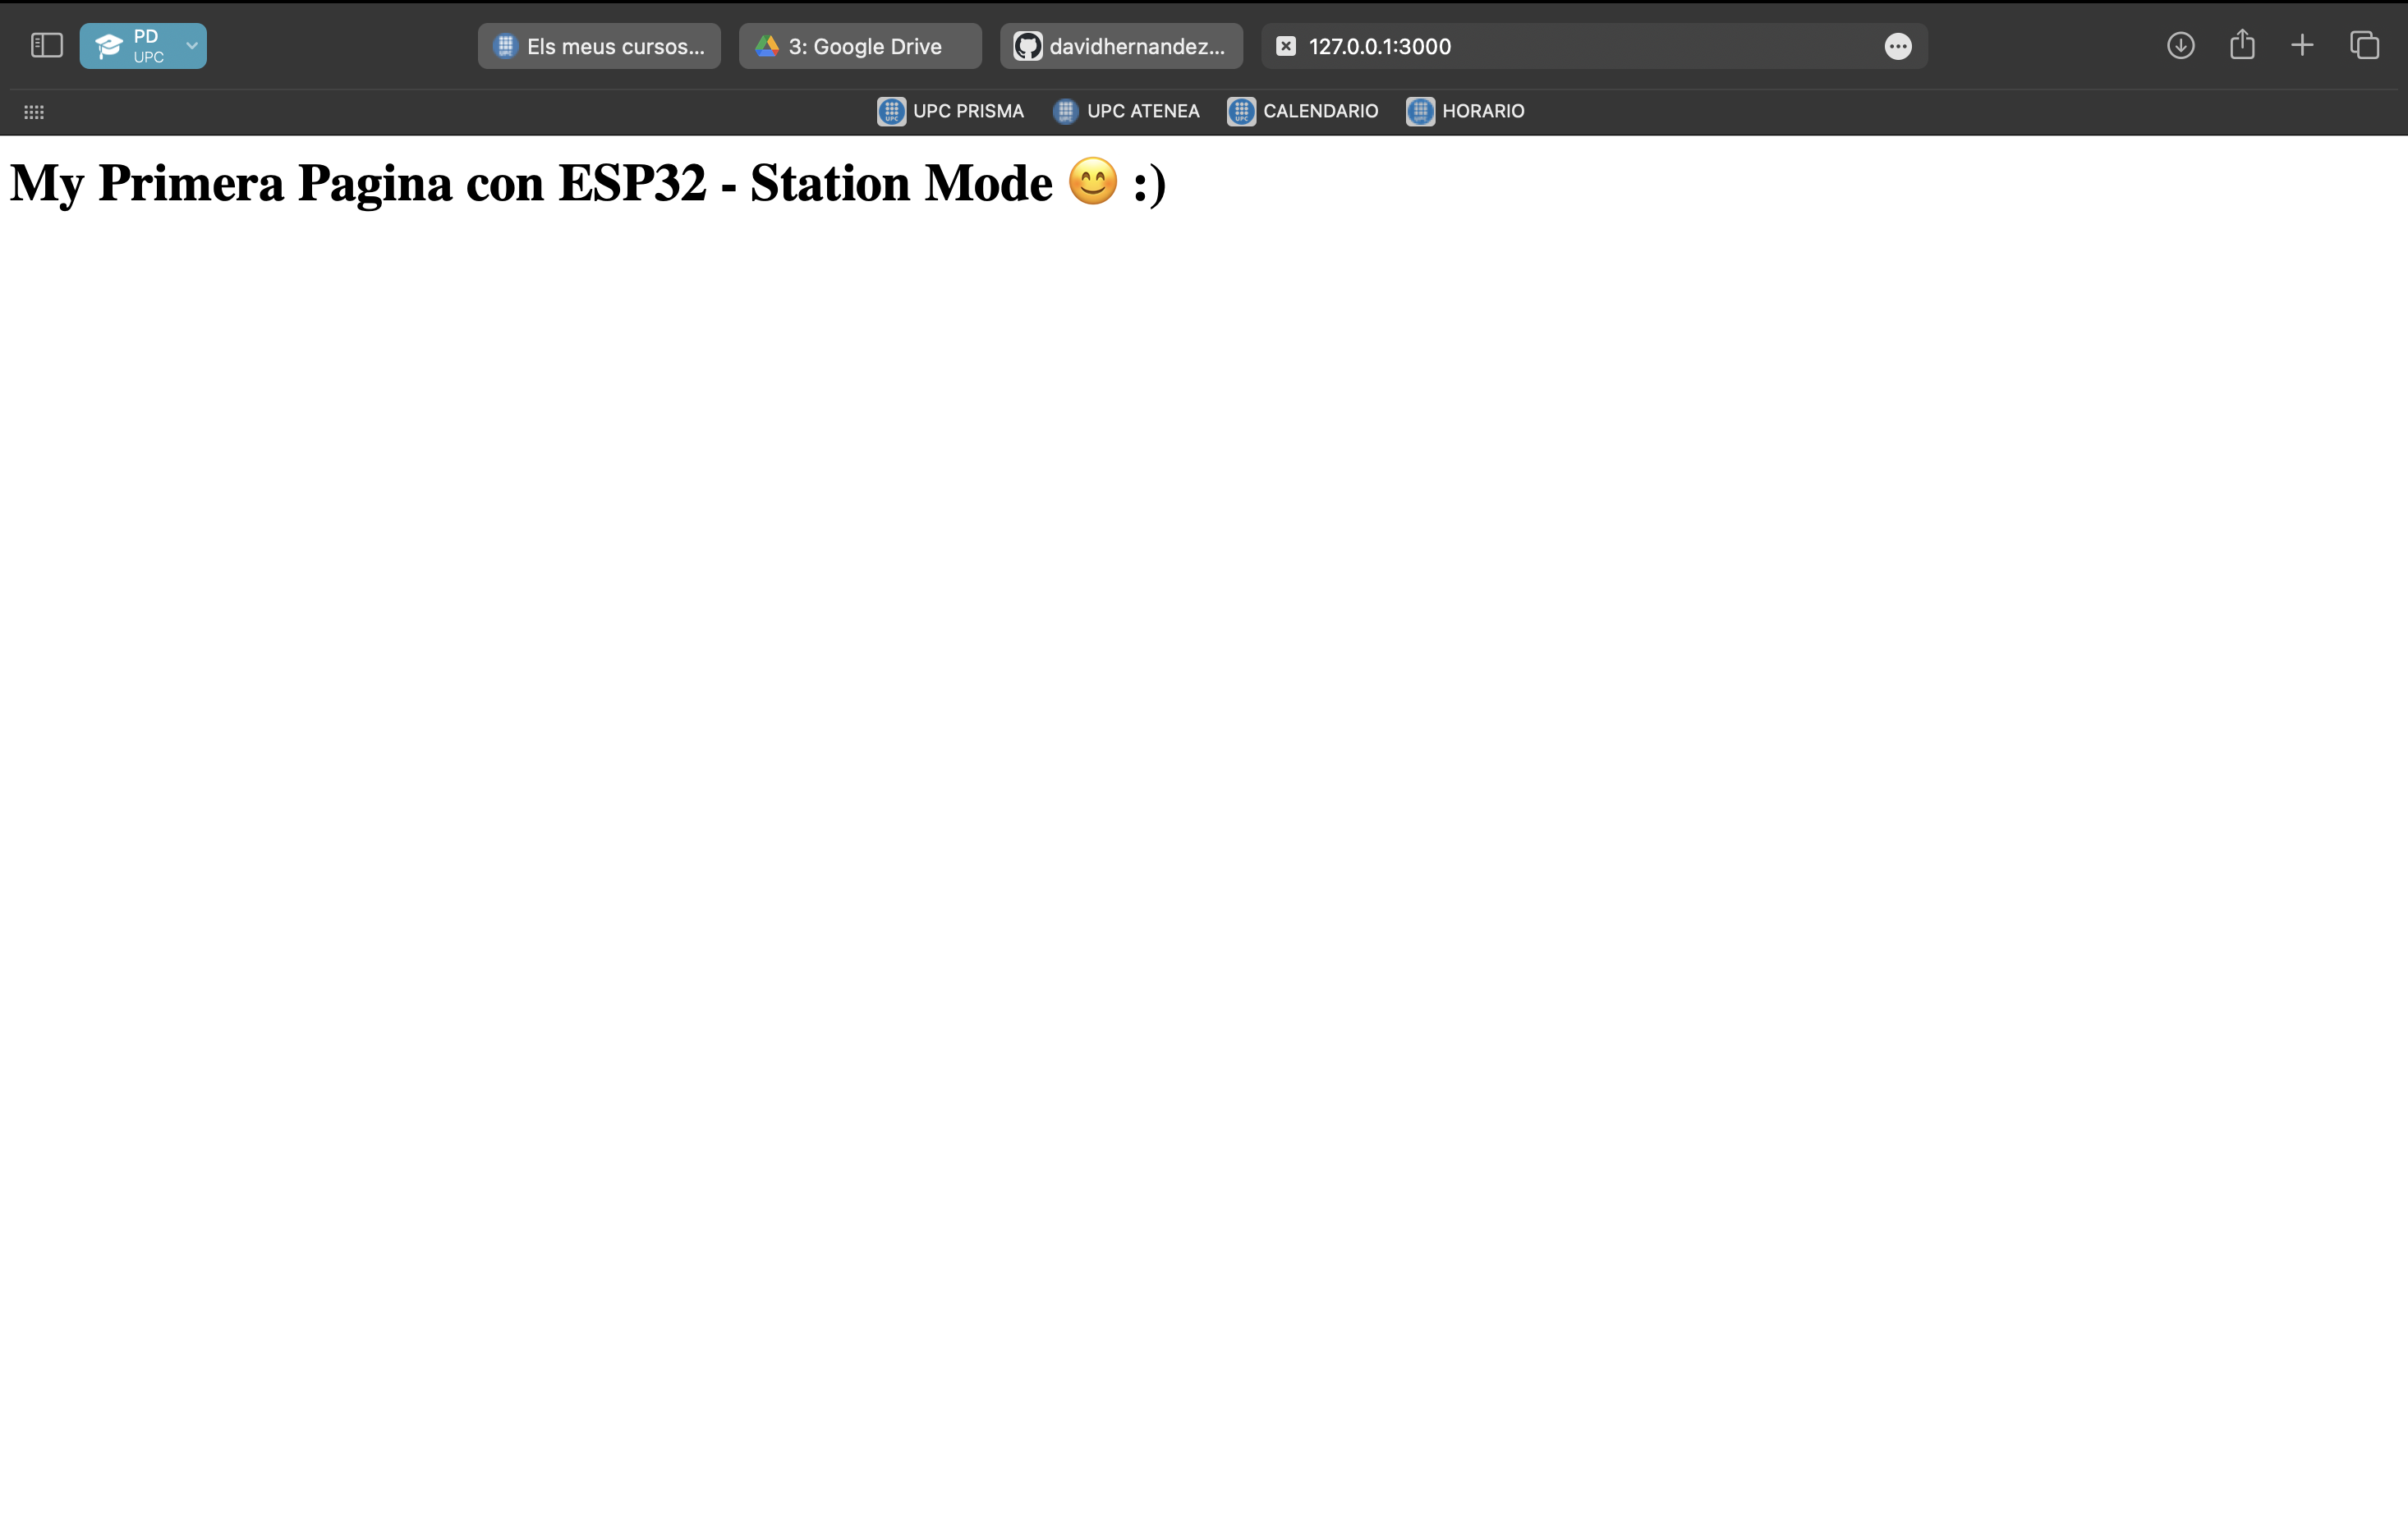 PD
UPC
Els meus cursos...
3: Google Drive
davidhernandez...
127.0.0.1:3000
UPC PRISMA
UPC ATENEA
CALENDARIO
HORARIO
My Primera Pagina con ESP32 - Station Mode 😊 :)